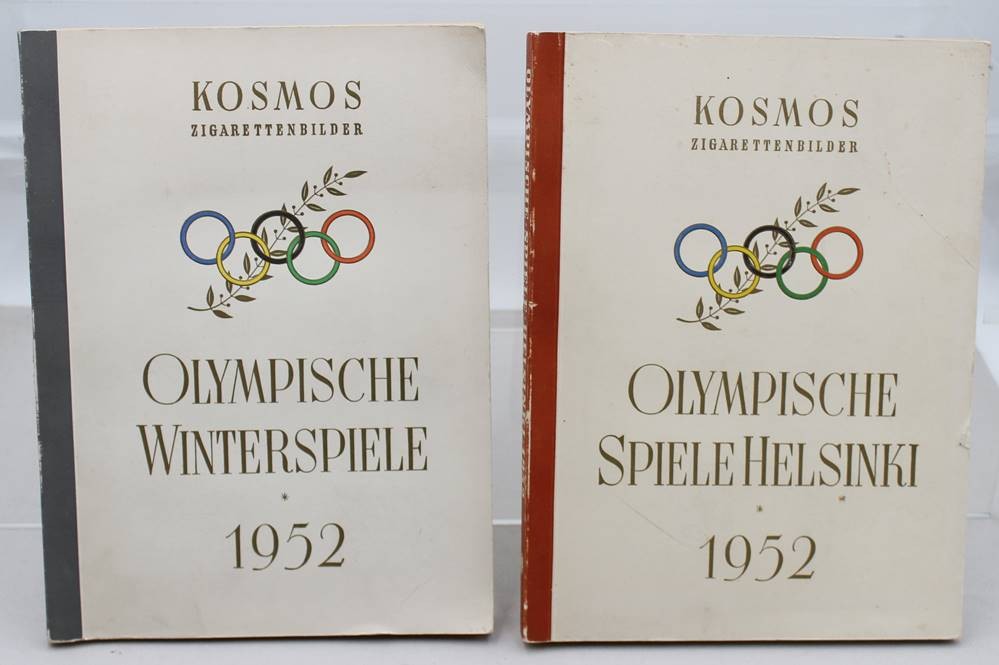 KOSMOS
ZIGARETTENBILDER
OLYMPISCHE
WINTERSPIELE
*
1952
KOSMOS
ZIGARETTENBILDER
OLYMPISCHE
SPIELE HELSINKI
*
1952